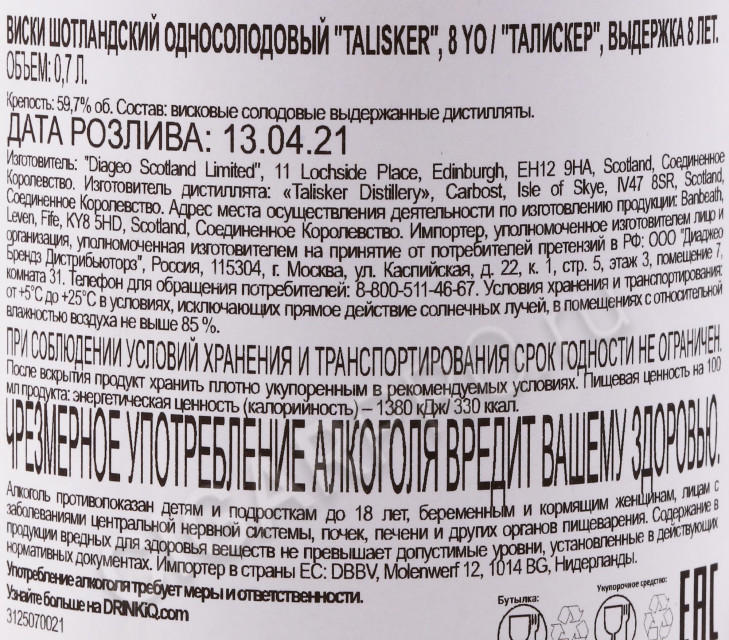 ВИСКИ ШОТЛАНДСКИЙ ОДНОСОЛОДОВЫЙ "TALISKER", 8 YO / "ТАЛИСКЕР", ВЫДЕРЖКА 8 ЛЕТ.
ОБЪЕМ: 0,7 Л.
Крепость: 59,7% об. Состав: висковые солодовые выдержанные дистилляты.
ДАТА РОЗЛИВА: 13.04.21
Изготовитель: "Diageo Scotland Limited", 11 Lochside Place, Edinburgh, EH12 9HA, Scotland, Соединенное
Королевство. Изготовитель дистиллята: «Talisker Distillery», Carbost, Isle of Skye, IV47 8SR, Scotland,
Соединенное Королевство. Адрес места осуществления деятельности по изготовлению продукции: Banbeath,
Leven, Fife, KY8 5HD, Scotland, Соединенное Королевство. Импортер, уполномоченное изготовителем лицо и
организация, уполномоченная изготовителем на принятие от потребителей претензий в РФ: ООО "Диаджео
Брендз Дистрибьюторз", Россия, 115304, г. Москва, ул. Каспийская, д. 22, к. 1, стр. 5, этаж 3, помещение 7,
комната 31. Телефон для обращения потребителей: 8-800-511-46-67. Условия хранения и транспортирования:
от +5°С до +25°С в условиях, исключающих прямое действие солнечных лучей, в помещениях с относительной
влажностью воздуха не выше 85 %.
ПРИ СОБЛЮДЕНИИ УСЛОВИЙ ХРАНЕНИЯ И ТРАНСПОРТИРОВАНИЯ СРОК ГОДНОСТИ НЕ ОГРАНИЧЕН.
После вскрытия продукт хранить плотно укупоренным в рекомендуемых условиях. Пищевая ценность на 100
мл продукта: энергетическая ценность (калорийность) – 1380 кДж/ 330 ккал.
ЧРЕЗМЕРНОЕ УПОТРЕБЛЕНИЕ АЛКОГОЛЯ ВРЕДИТ ВАШЕМУ ЗДОРОВЬЮ.
Алкоголь противопоказан детям и подросткам до 18 лет, беременным и кормящим женщинам, лицам с
заболеваниями центральной нервной системы, почек, печени и других органов пищеварения. Содержание в
продукции вредных для здоровья веществ не превышает допустимые уровни, установленные в действующих
нормативных документах. Импортер в страны ЕС: DBBV, Molenwerf 12, 1014 BG, Нидерланды.
Употребление алкоголя требует меры и ответственности.
Узнайте больше на DRINKiQ.com
3125070021
Бутылка: Укупорочное средство:
EAC